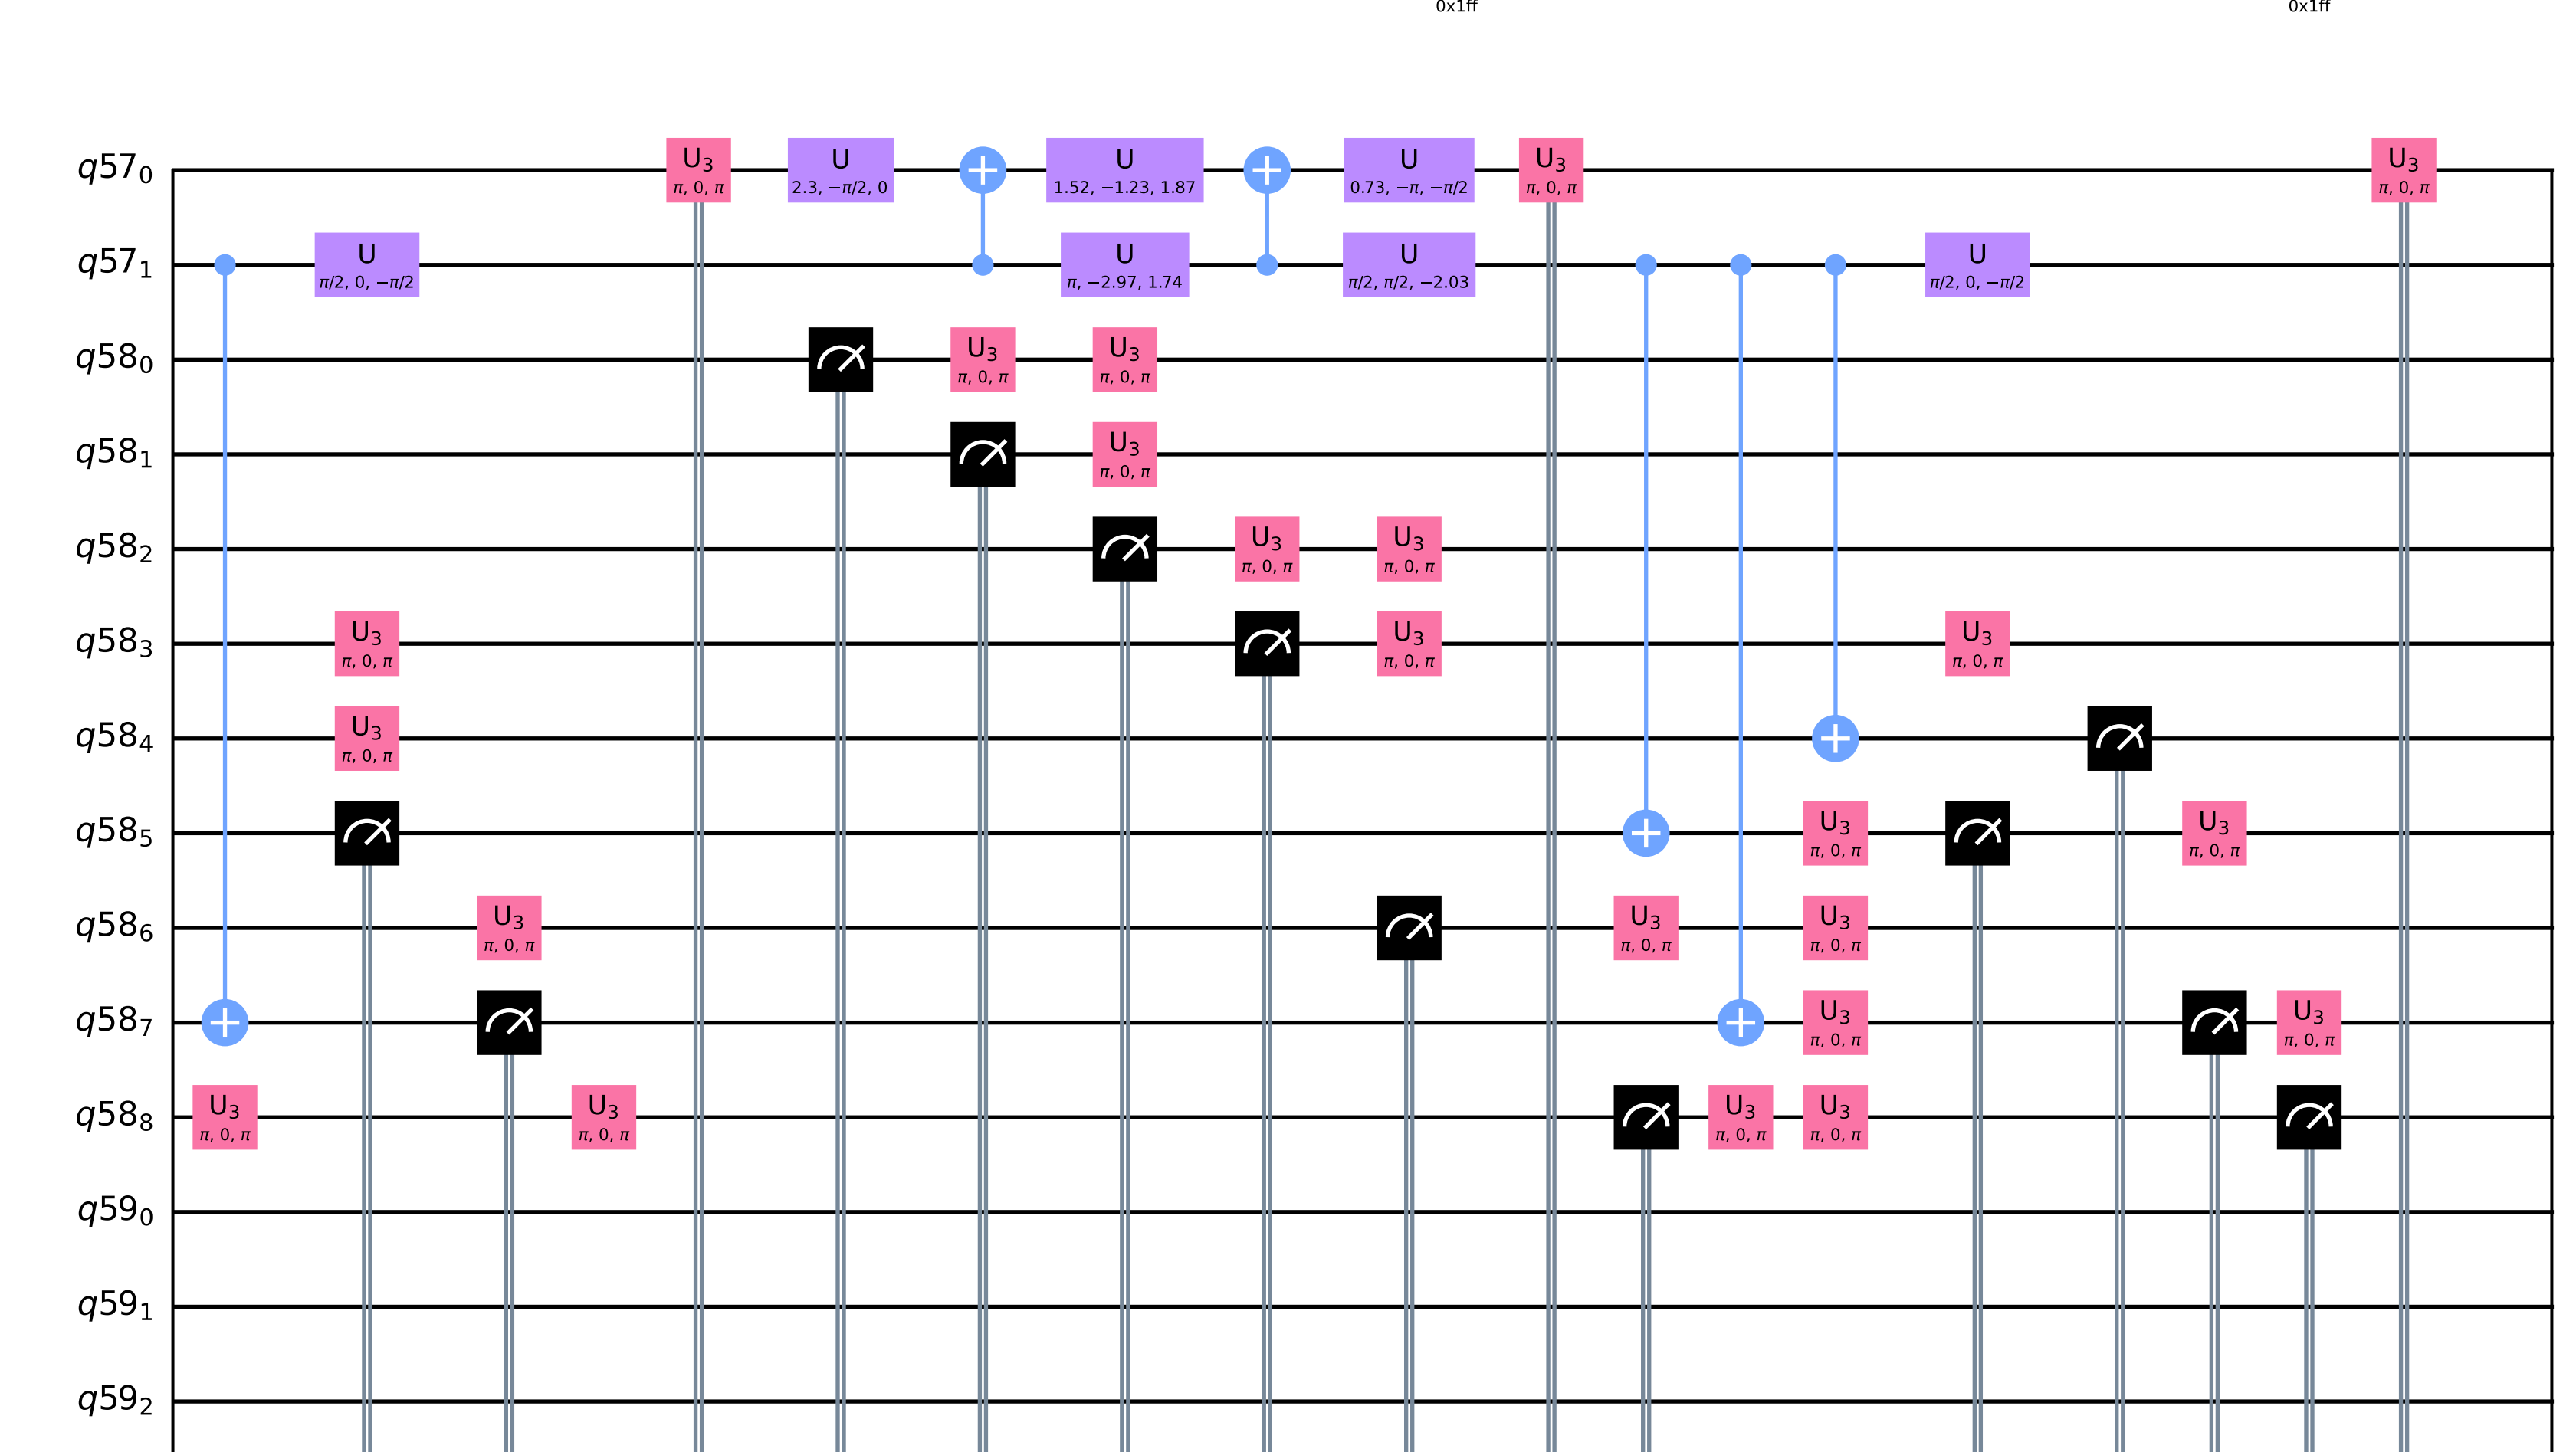 0x1ff 0x1ff
q57₀ U₃ U U U U₃ U₃
π, 0, π 2.3, −π/2, 0 1.52, −1.23, 1.87 0.73, −π, −π/2 π, 0, π π, 0, π
q57₁ U U U U
π/2, 0, −π/2 π, −2.97, 1.74 π/2, π/2, −2.03 π/2, 0, −π/2
q58₀ U₃ U₃
π, 0, π π, 0, π
q58₁ U₃
π, 0, π
q58₂ U₃ U₃
π, 0, π π, 0, π
q58₃ U₃ U₃ U₃
π, 0, π π, 0, π π, 0, π
q58₄ U₃
π, 0, π
q58₅ U₃ U₃
π, 0, π π, 0, π
q58₆ U₃ U₃ U₃
π, 0, π π, 0, π π, 0, π
q58₇ U₃ U₃
π, 0, π π, 0, π
q58₈ U₃ U₃ U₃ U₃
π, 0, π π, 0, π π, 0, π π, 0, π
q59₀
q59₁
q59₂